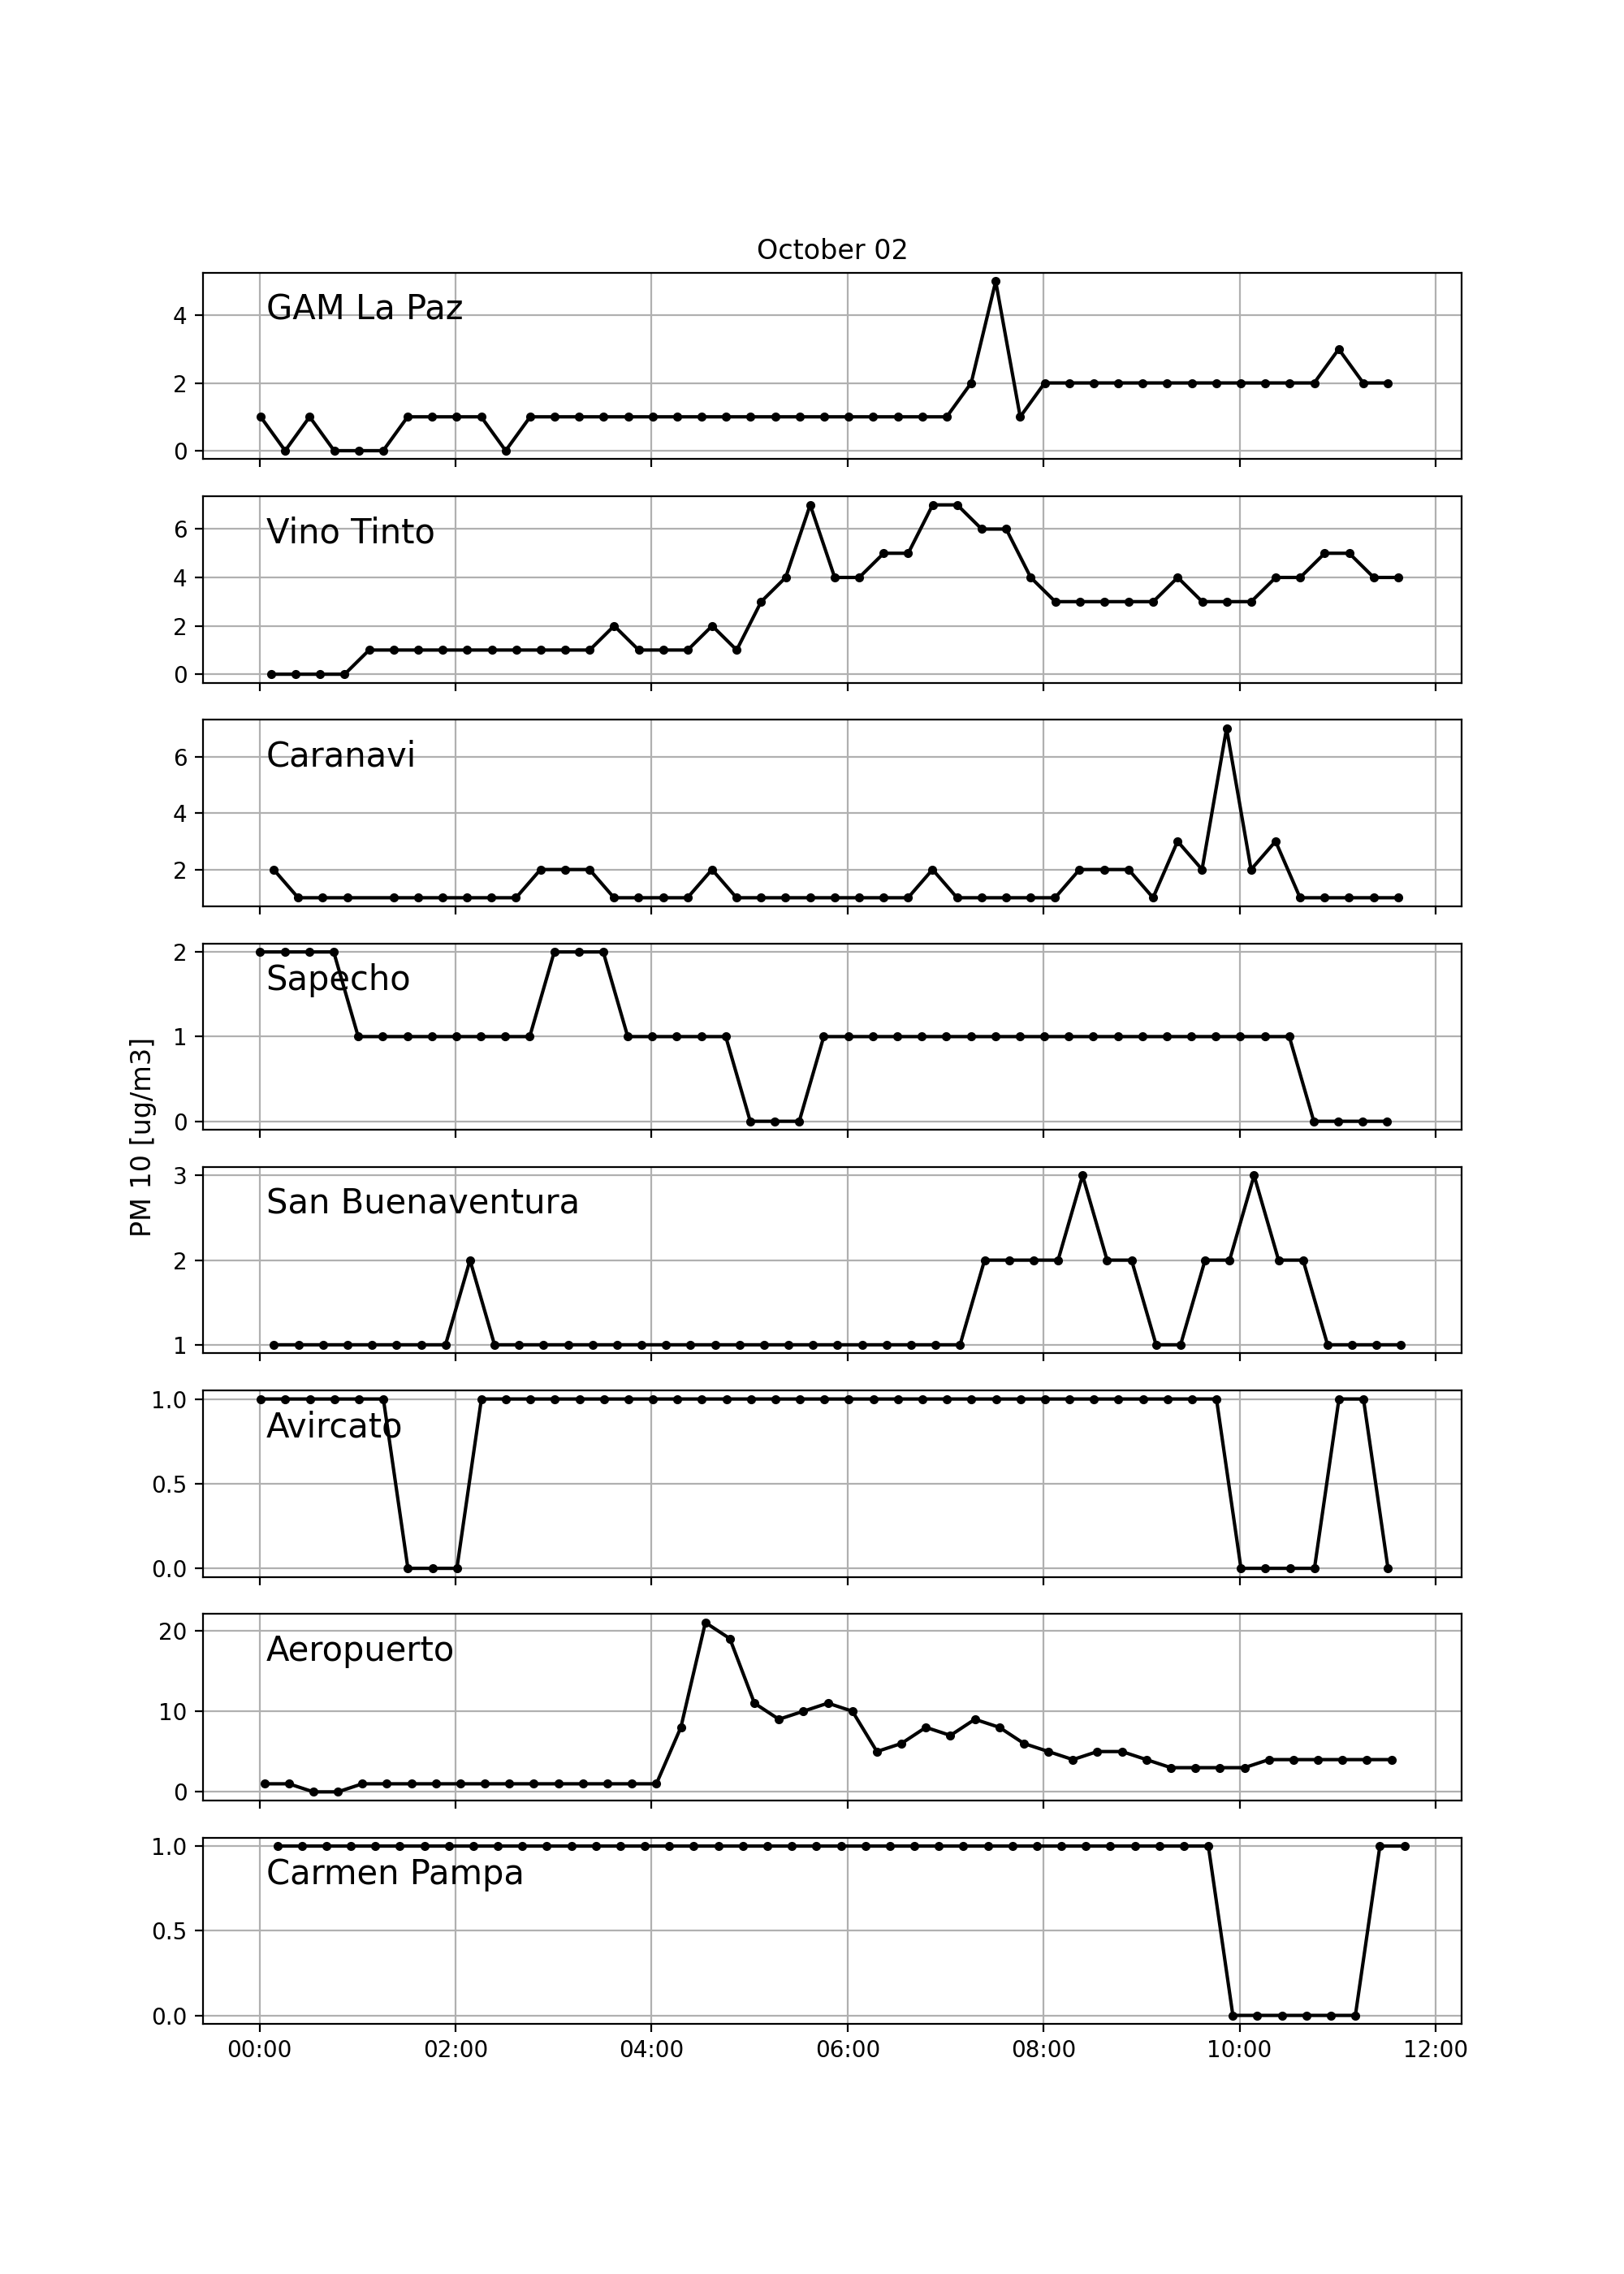 October 02
GAM La Paz
4
2
0
Vino Tinto
6
4
2
0
Caranavi
6
4
2
PM 10 [ug/m3]
Sapecho
2
1
0
San Buenaventura
3
2
1
Avircato
1.0
0.5
0.0
Aeropuerto
20
10
0
Carmen Pampa
1.0
0.5
0.0
00:00 02:00 04:00 06:00 08:00 10:00 12:00